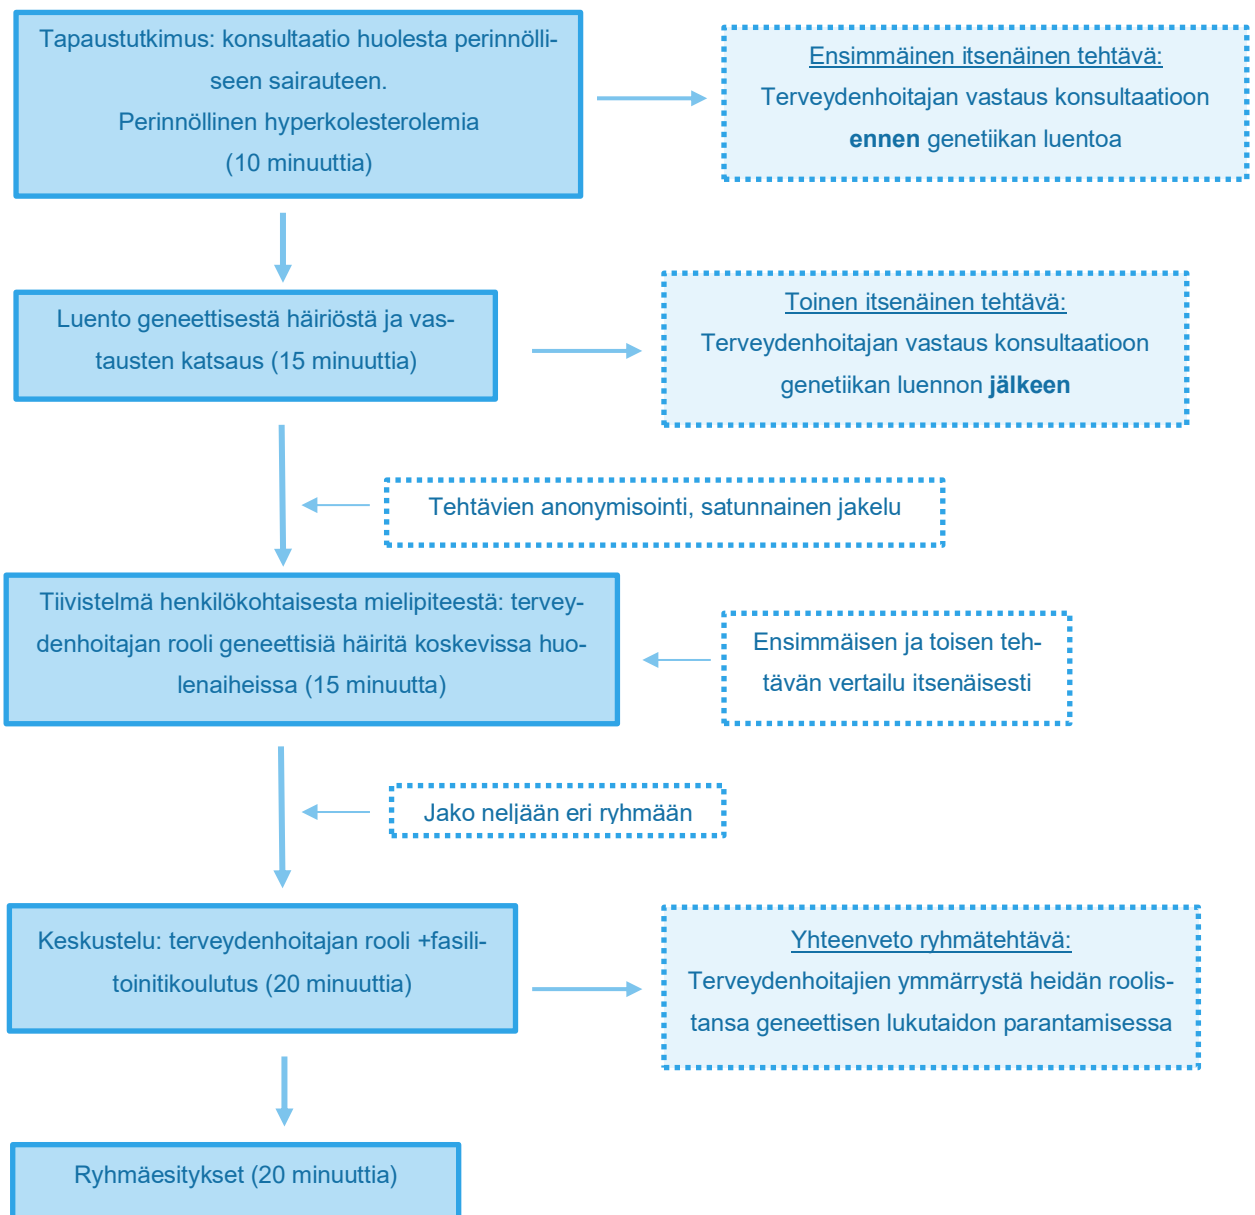 Tapaustutkimus: konsultaatio huolesta perinnölli-
seen sairauteen.
Perinnöllinen hyperkolesterolemia
(10 minuuttia)
Ensimmäinen itsenäinen tehtävä:
Terveydenhoitajan vastaus konsultaatioon
ennen genetiikan luentoa
Luento geneettisestä häiriöstä ja vas-
tausten katsaus (15 minuuttia)
Toinen itsenäinen tehtävä:
Terveydenhoitajan vastaus konsultaatioon
genetiikan luennon jälkeen
Tehtävien anonymisointi, satunnainen jakelu
Tiivistelmä henkilökohtaisesta mielipiteestä: tervey-
denhoitajan rooli geneettisiä häiritä koskevissa huo-
lenaiheissa (15 minuutta)
Ensimmäisen ja toisen teh-
tävän vertailu itsenäisesti
Jako neljään eri ryhmään
Keskustelu: terveydenhoitajan rooli +fasili-
toinitikoulutus (20 minuuttia)
Yhteenveto ryhmätehtävä:
Terveydenhoitajien ymmärrystä heidän roolis-
tansa geneettisen lukutaidon parantamisessa
Ryhmäesitykset (20 minuuttia)